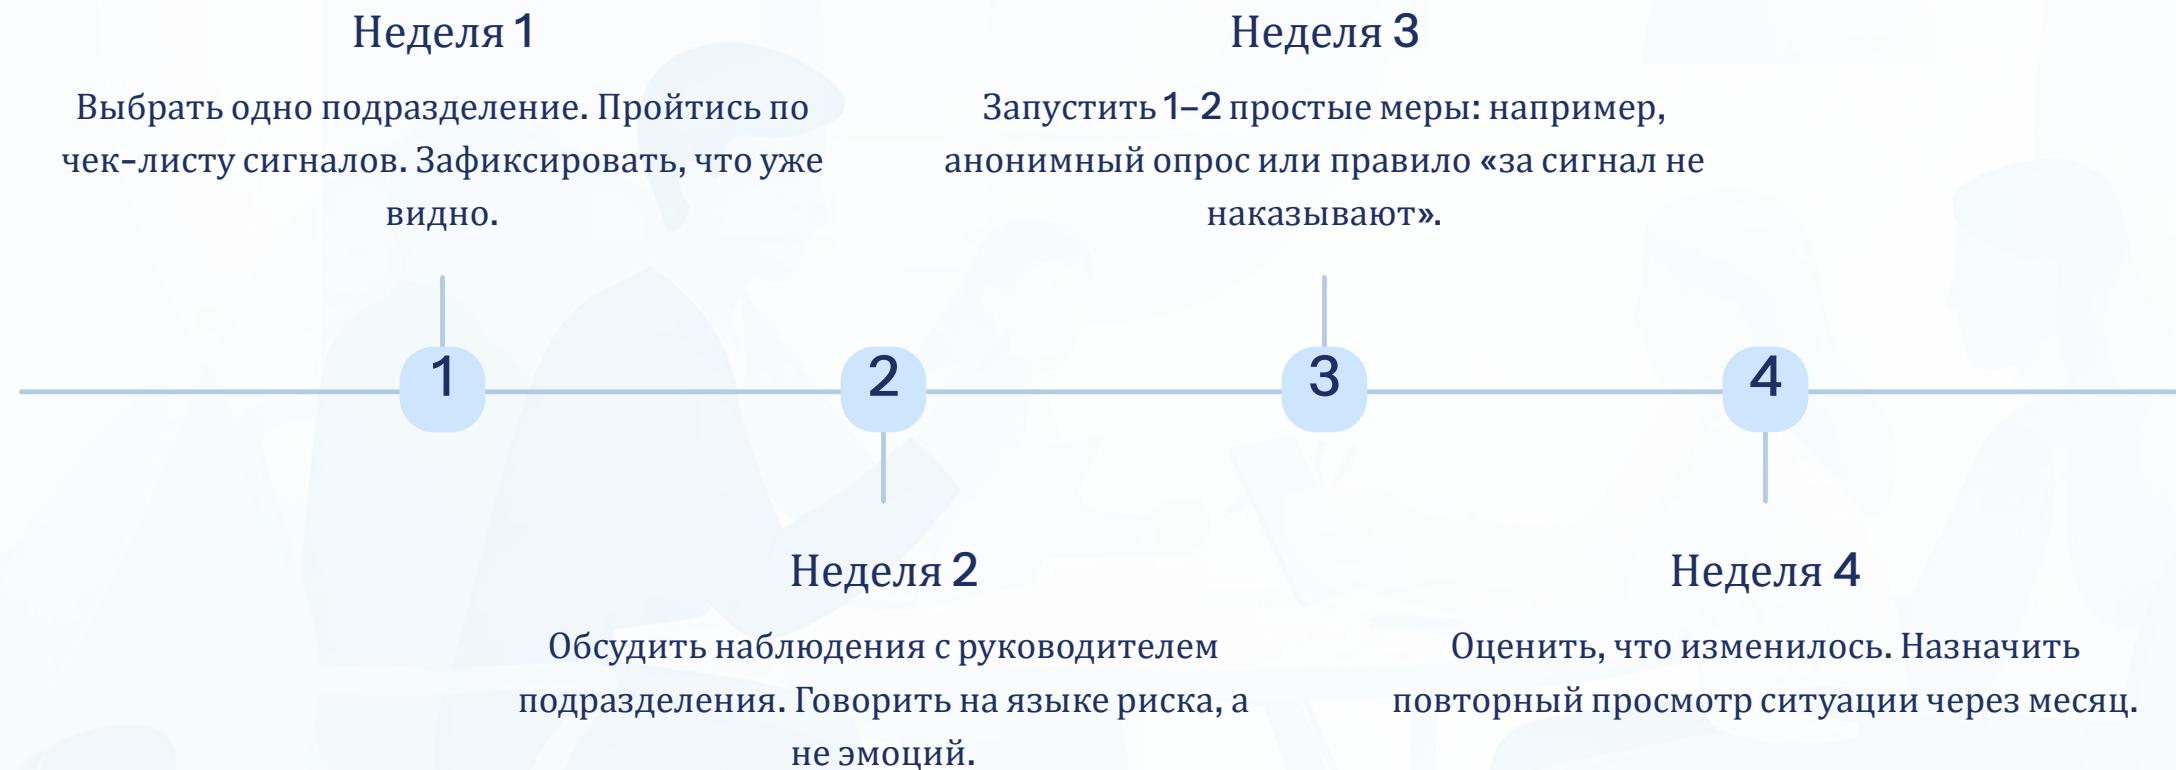 Неделя 1
Выбрать одно подразделение. Пройтись по
чек-листу сигналов. Зафиксировать, что уже
видно.
Неделя 3
Запустить 1–2 простые меры: например,
анонимный опрос или правило «за сигнал не
наказывают».
1
2
3
4
Неделя 2
Обсудить наблюдения с руководителем
подразделения. Говорить на языке риска, а
не эмоций.
Неделя 4
Оценить, что изменилось. Назначить
повторный просмотр ситуации через месяц.